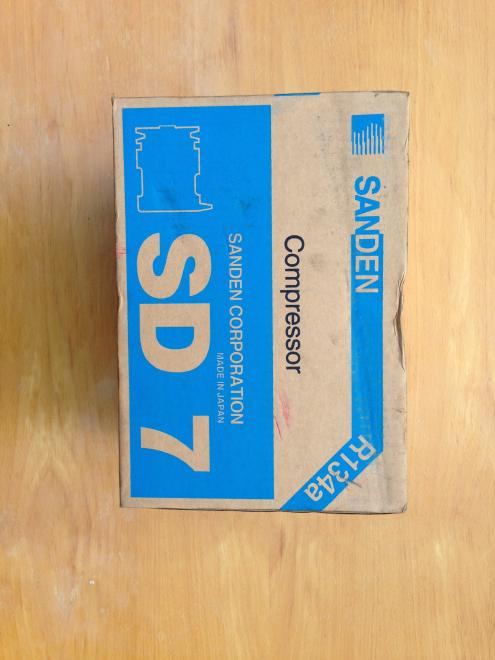 SANDEN
R134a
Compressor
SANDEN CORPORATION
MADE IN JAPAN
SD 7